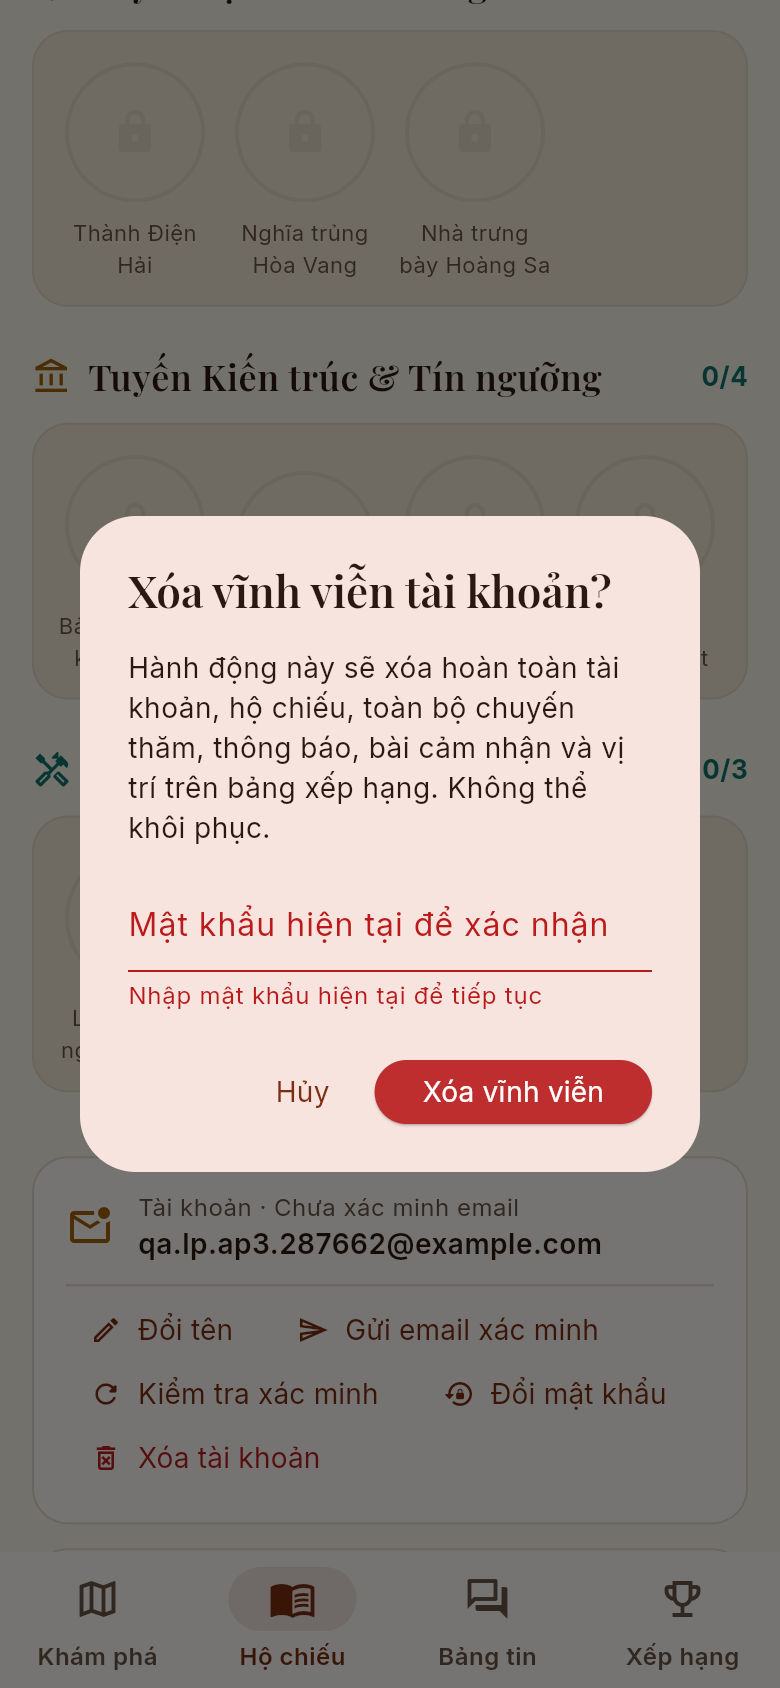 Thành Điện
Hải
Nghĩa trủng
Hòa Vang
Nhà trưng
bày Hoàng Sa
Tuyến Kiến trúc & Tín ngưỡng
0/4
0/3
Xóa vĩnh viễn tài khoản?
Hành động này sẽ xóa hoàn toàn tài
khoản, hộ chiếu, toàn bộ chuyến
thăm, thông báo, bài cảm nhận và vị
trí trên bảng xếp hạng. Không thể
khôi phục.
Mật khẩu hiện tại để xác nhận
Nhập mật khẩu hiện tại để tiếp tục
Hủy
Xóa vĩnh viễn
Tài khoản · Chưa xác minh email
qa.lp.ap3.287662@example.com
Đổi tên
Gửi email xác minh
Kiểm tra xác minh
Đổi mật khẩu
Xóa tài khoản
Khám phá
Hộ chiếu
Bảng tin
Xếp hạng